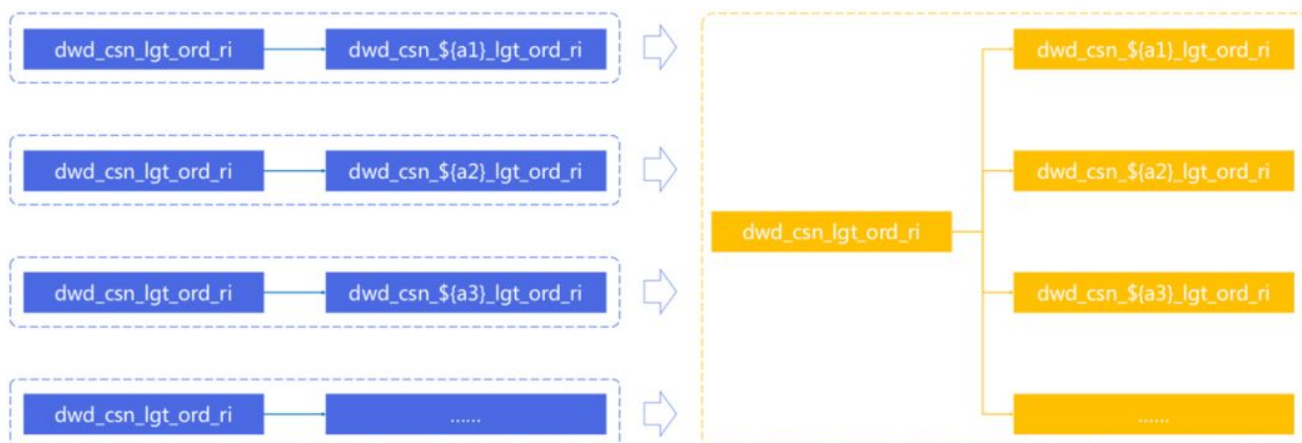 dwd_csn_lgt_ord_ri
dwd_csn_${a1}_lgt_ord_ri
dwd_csn_lgt_ord_ri
dwd_csn_${a2}_lgt_ord_ri
dwd_csn_lgt_ord_ri
dwd_csn_${a3}_lgt_ord_ri
dwd_csn_lgt_ord_ri
......
dwd_csn_lgt_ord_ri
dwd_csn_${a1}_lgt_ord_ri
dwd_csn_${a2}_lgt_ord_ri
dwd_csn_${a3}_lgt_ord_ri
......